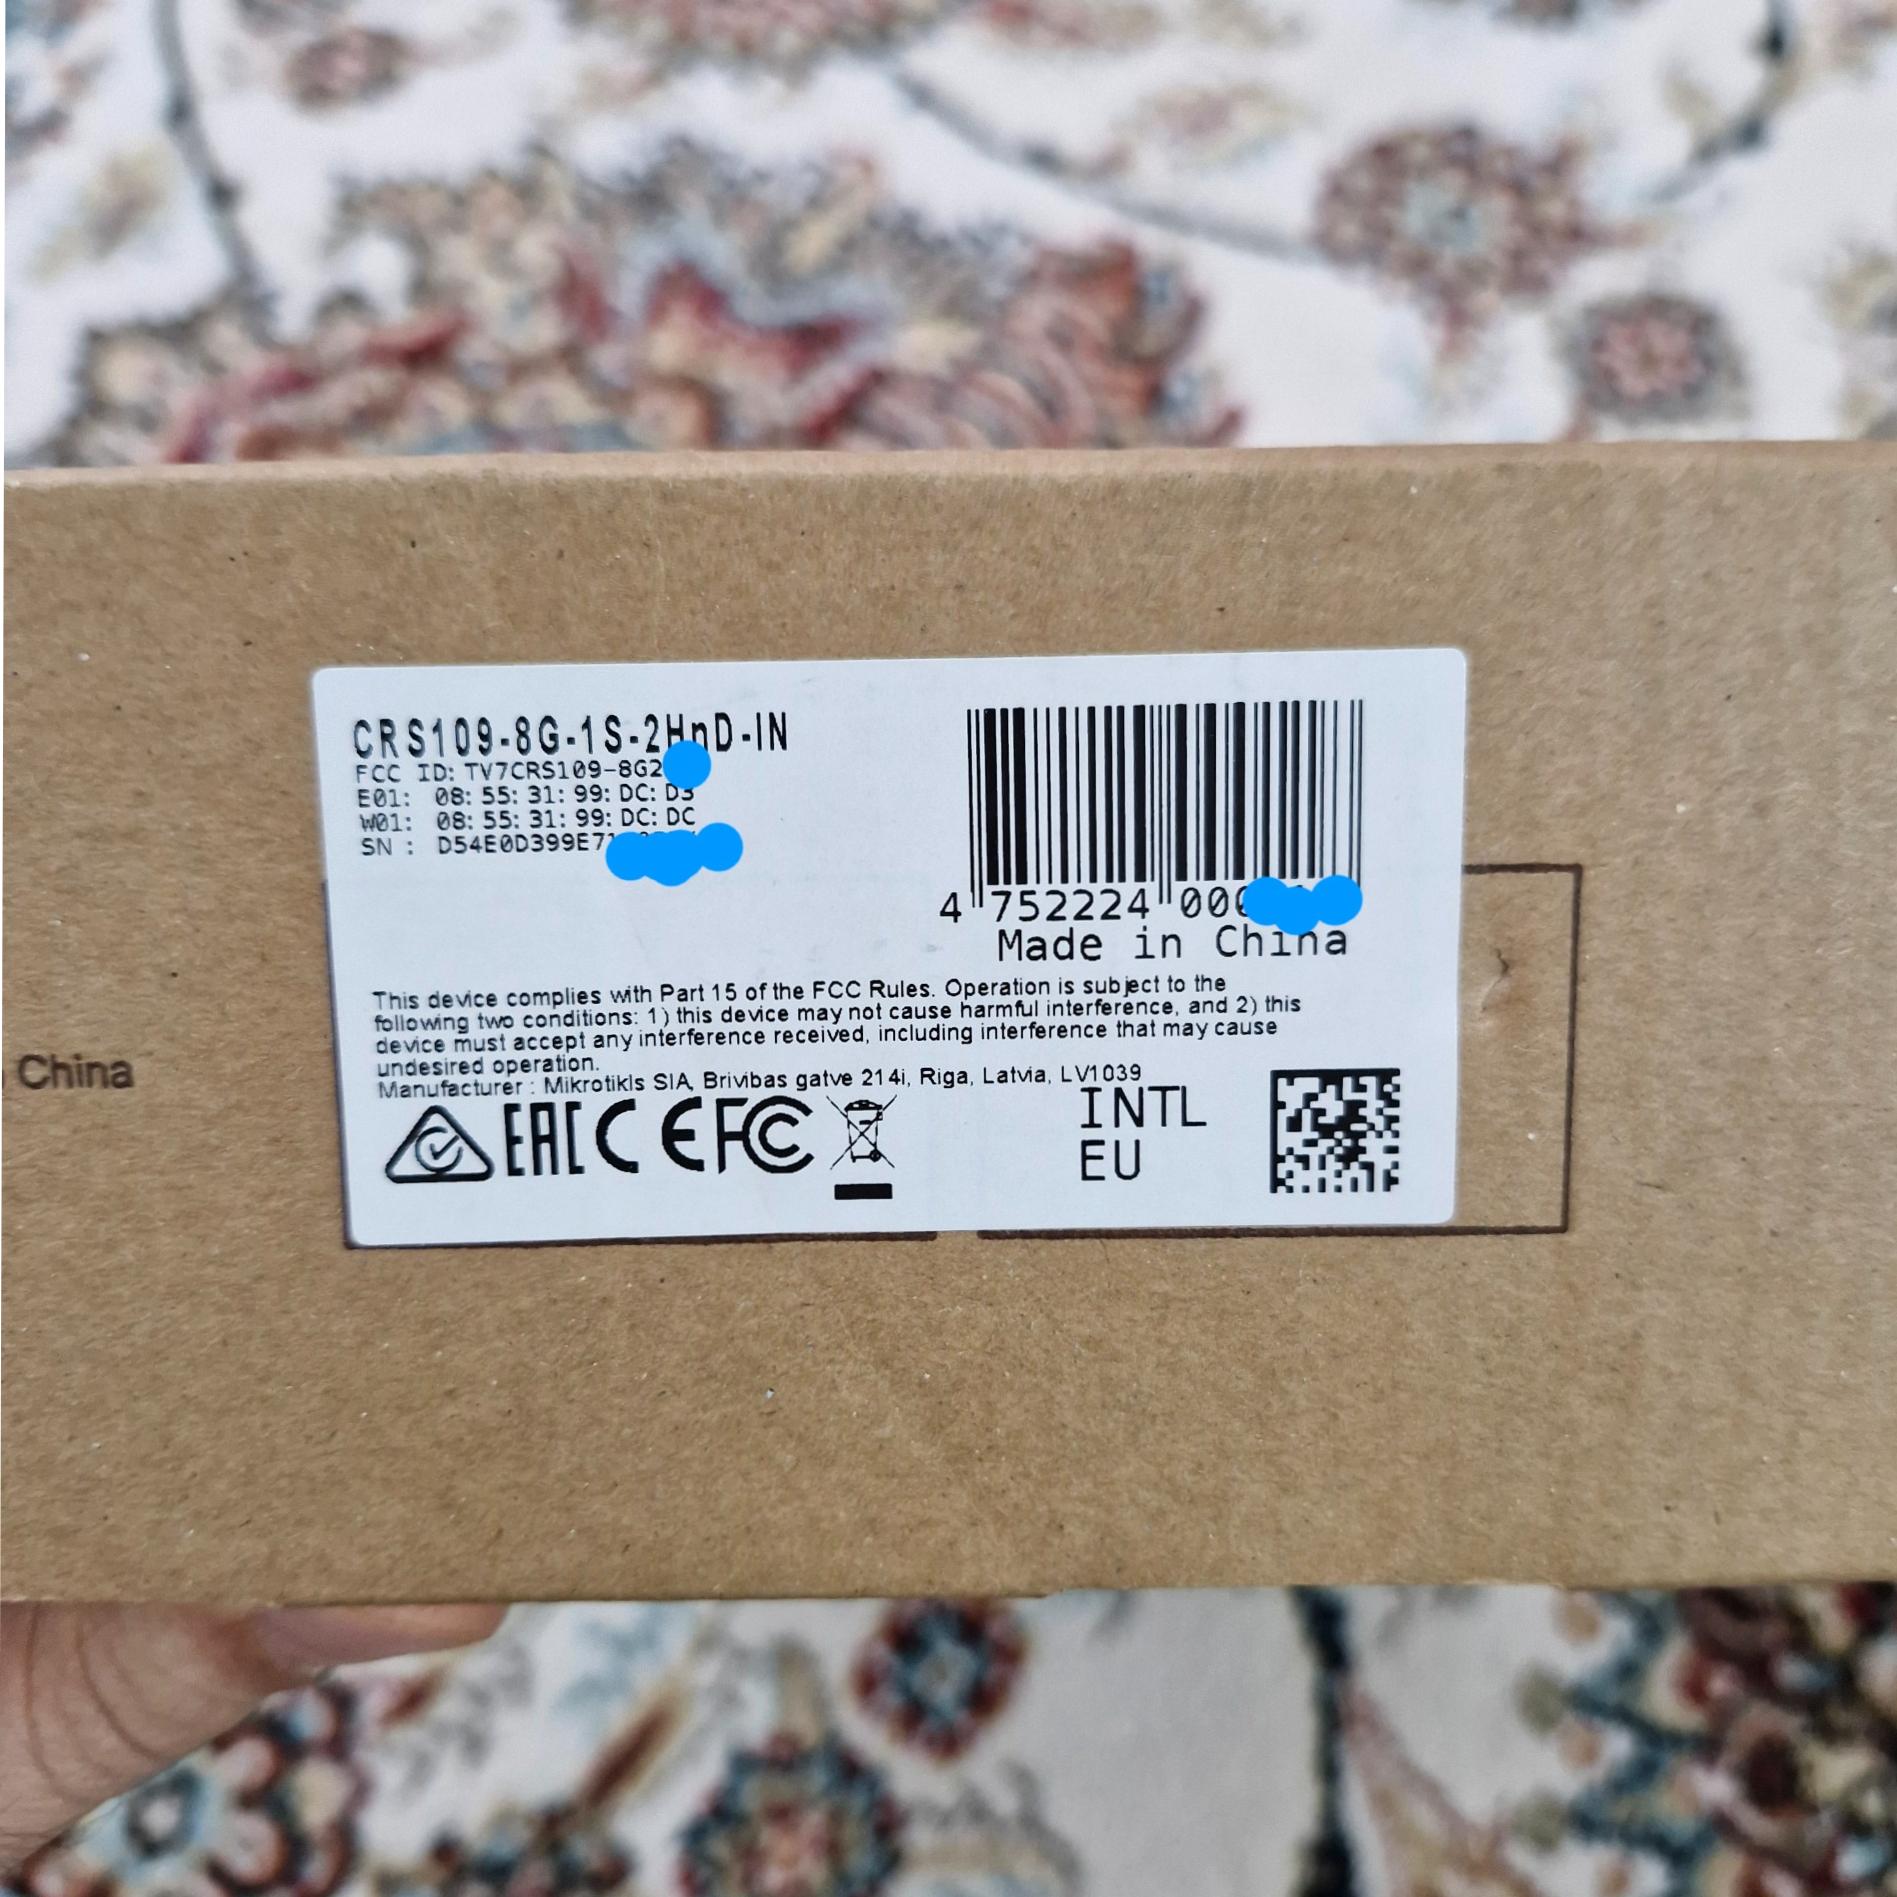 CRS109-8G-1S-2HnD-IN
FCC ID: TV7CRS109-8G2
E01: 08: 55: 31: 99: DC: D3
W01: 08: 55: 31: 99: DC: DC
SN : D54E0D399E7
4 752224 00
Made in China
This device complies with Part 15 of the FCC Rules. Operation is subject to the
following two conditions: 1) this device may not cause harmful interference, and 2) this
device must accept any interference received, including interference that may cause
undesired operation.
Manufacturer : Mikrotikls SIA, Brivibas gatve 214i, Riga, Latvia, LV1039
EAC CE FC
INTL
EU
China